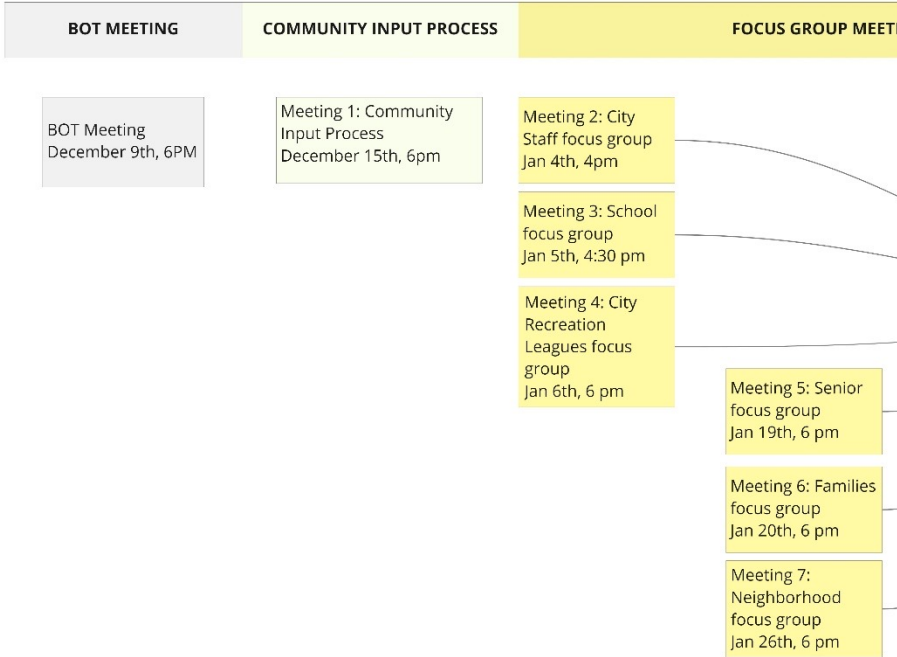 BOT MEETING
COMMUNITY INPUT PROCESS
FOCUS GROUP
BOT Meeting
December 9th, 6PM
Meeting 1: Community
Input Process
December 15th, 6pm
Meeting 2: City
Staff focus group
Jan 4th, 4pm
Meeting 3: School
focus group
Jan 5th, 4:30 pm
Meeting 4: City
Recreation
Leagues focus
group
Jan 6th, 6 pm
Meeting 5: Senior
focus group
Jan 19th, 6 pm
Meeting 6: Families
focus group
Jan 20th, 6 pm
Meeting 7:
Neighborhood
focus group
Jan 26th, 6 pm